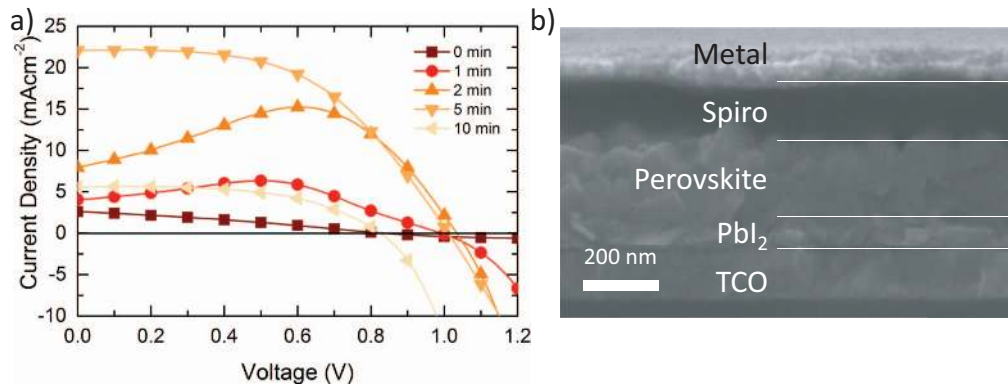 a)
25
20
15
10
5
0
-5
-10
Current Density (mAcm⁻²)
0 min
1 min
2 min
5 min
10 min
0.0 0.2 0.4 0.6 0.8 1.0 1.2
Voltage (V)
b)
Metal
Spiro
Perovskite
PbI₂
200 nm
TCO